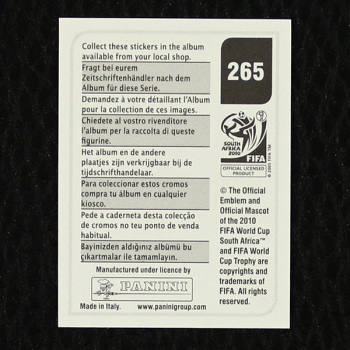 Collect these stickers in the album
available from your local shop.
Fragt bei eurem
Zeitschriftenhändler nach dem
Album für diese Serie.
Demandez à votre détaillant l'Album
pour la collection de ces images.
Chiedete al vostro rivenditore
l'album per la raccolta di queste
figurine.
Het album en de andere
plaatjes zijn verkrijgbaar bij de
tijdschrifthandelaar.
Para coleccionar estos cromos
compra tu álbum en cualquier
kiosco.
Pede a caderneta desta colecção
de cromos no teu ponto de venda
habitual.
Bayinizden aldığınız albümü bu
çıkartmalar ile tamamlayın.
Manufactured under licence by
PANINI
Made in Italy. www.paninigroup.com
265
SOUTH AFRICA
2010
FIFA
OFFICIAL LICENSED
PRODUCT
© 2005 FIFA TM
© The Official
Emblem and
Official Mascot
of the 2010
FIFA World Cup
South Africa™
and FIFA World
Cup Trophy are
copyrights and
trademarks of
FIFA. All rights
reserved.